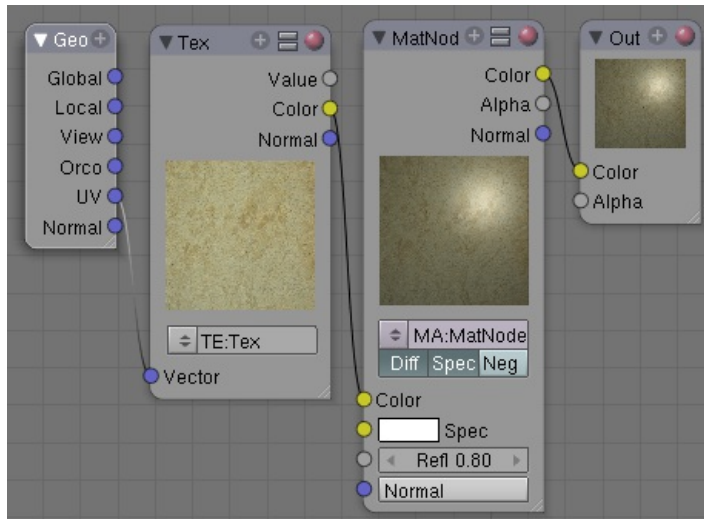 Geo
Global
Local
View
Orco
UV
Normal
Tex
Value
Color
Normal
TE:Tex
Vector
MatNod
Color
Alpha
Normal
MA:MatNode
Diff Spec Neg
Color
Spec
Refl 0.80
Normal
Out
Color
Alpha